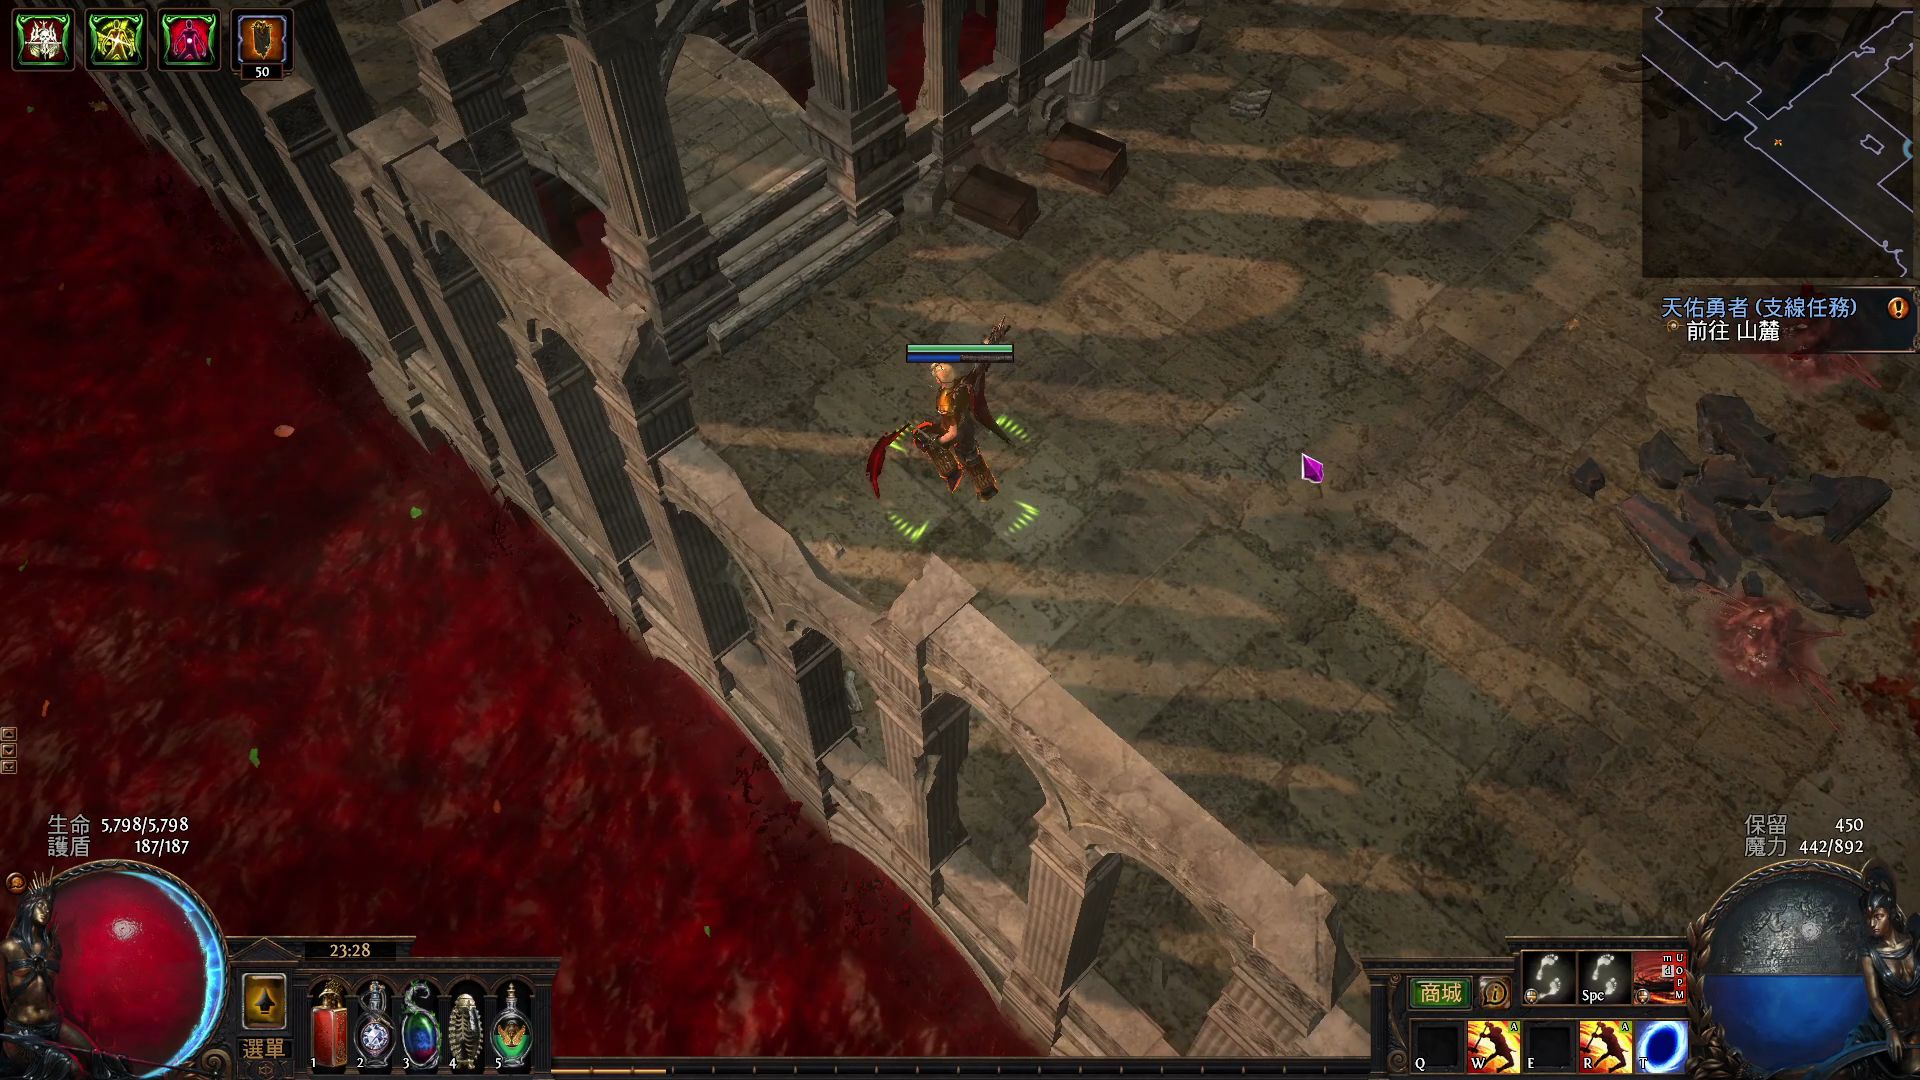 50
天佑勇者 (支線任務)
前往 山麓
生命 5,798/5,798
護盾 187/187
保留 450
魔力 442/892
23:28
選單
1 2 3 4 5
商城
Spc
Q W E R T
A A